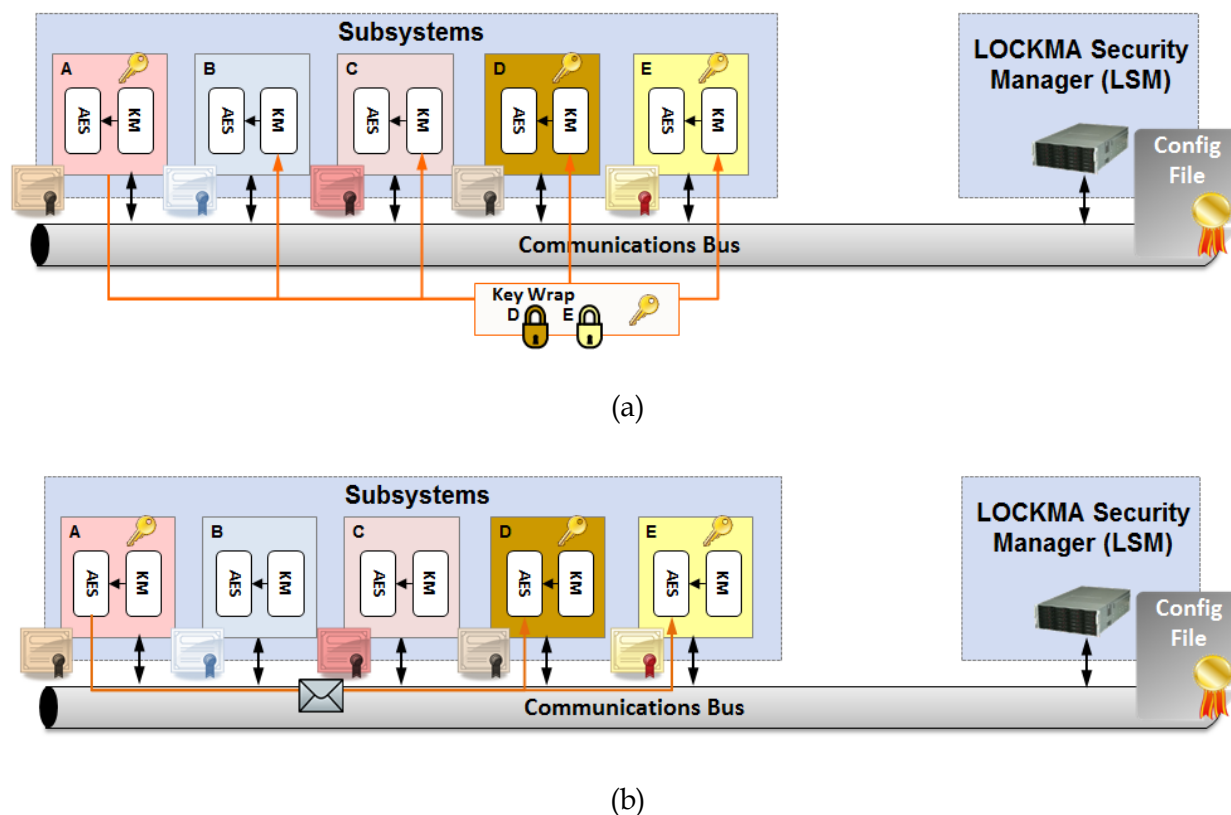 Subsystems
LOCKMA Security
Manager (LSM)
A
B
C
D
E
AES
KM
AES
KM
AES
KM
AES
KM
AES
KM
Config
File
Communications Bus
Key Wrap
D
E
(a)
Subsystems
LOCKMA Security
Manager (LSM)
A
B
C
D
E
AES
KM
AES
KM
AES
KM
AES
KM
AES
KM
Config
File
Communications Bus
(b)